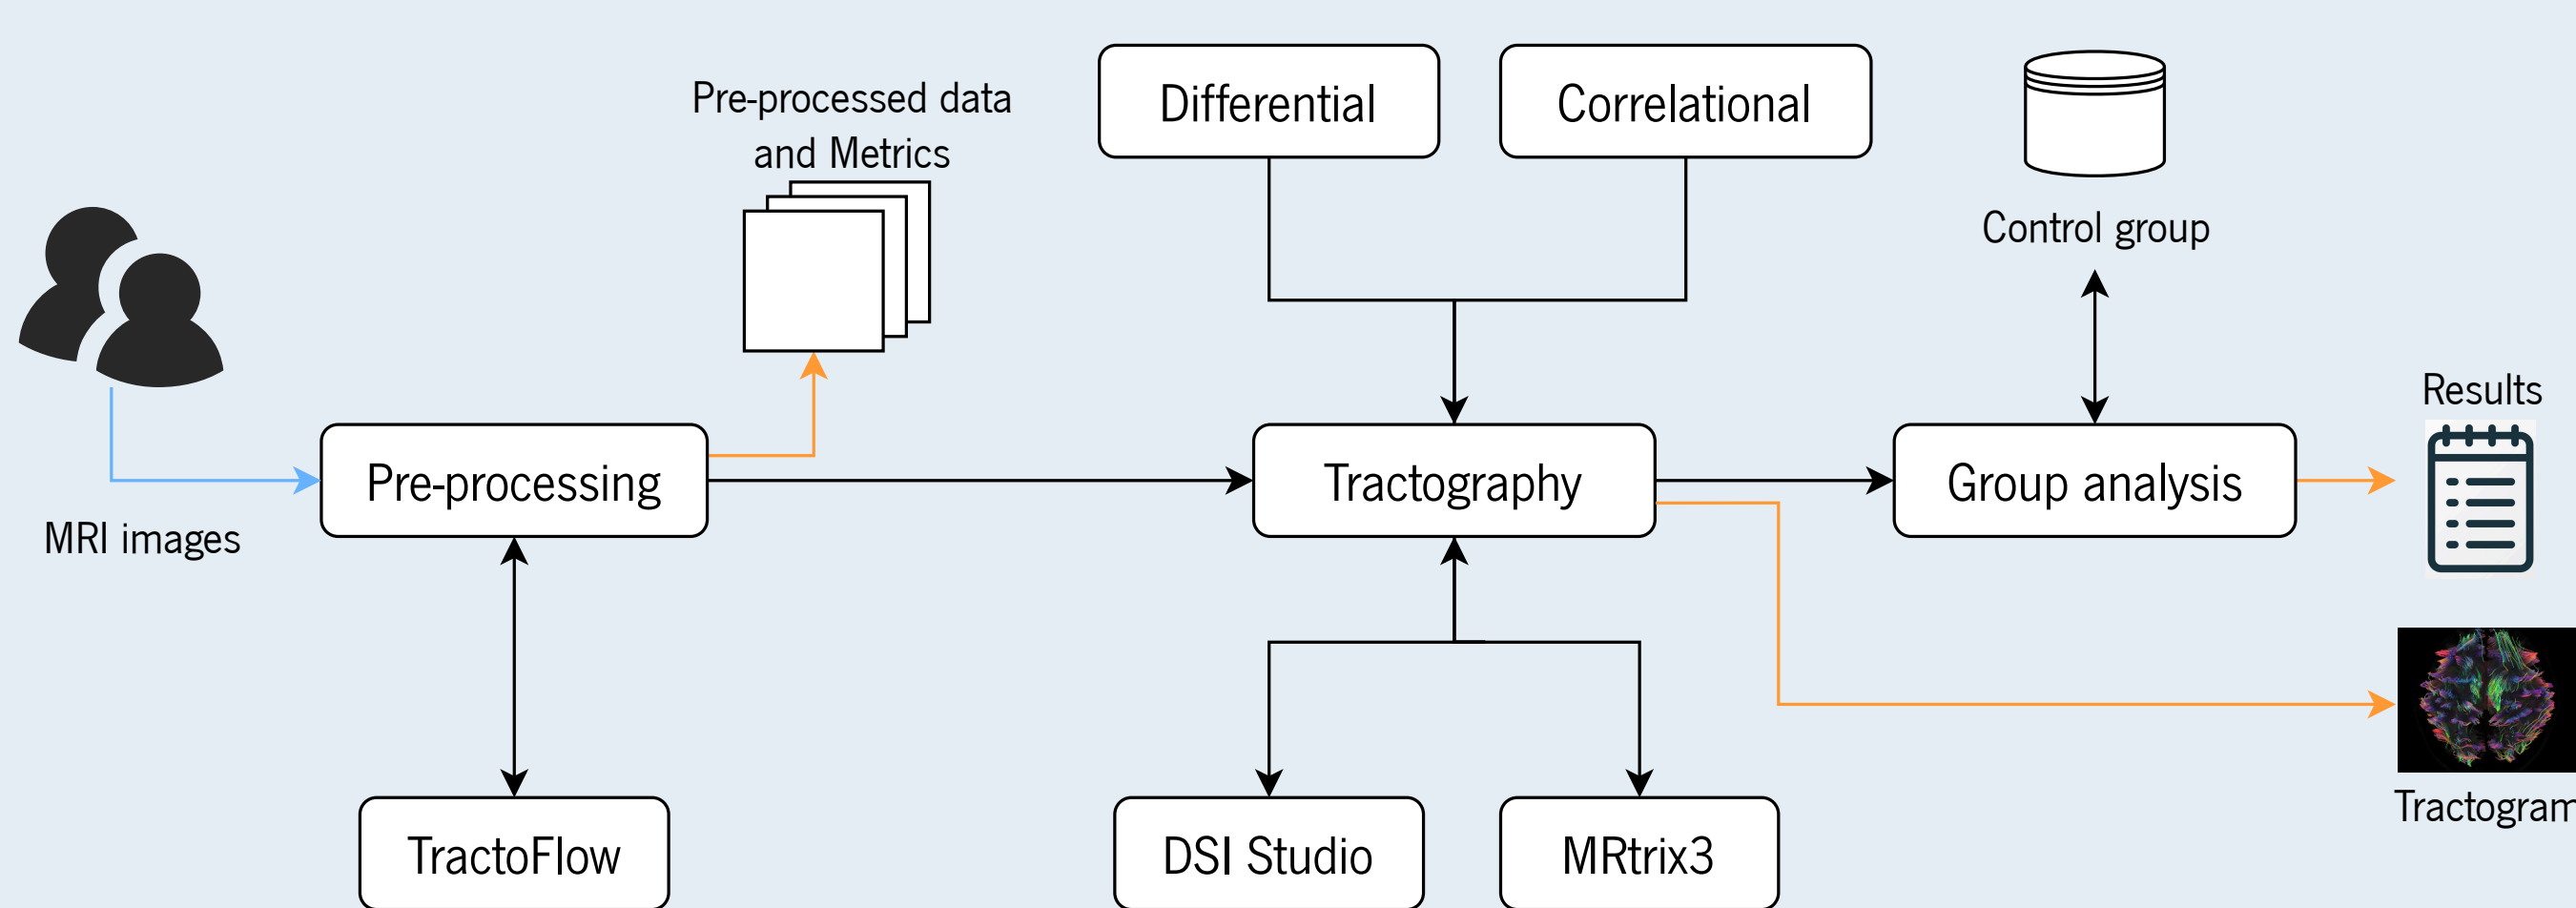 Pre-processed data
and Metrics
Differential
Correlational
Control group
MRI images
Pre-processing
Tractography
Group analysis
Results
TractoFlow
DSI Studio
MRtrix3
Tractogram